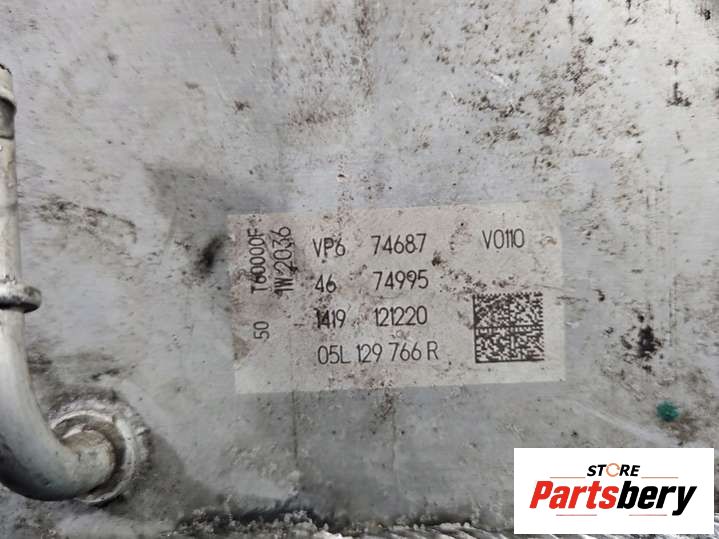 50 T60000F
1W2036
VP6 74687 V0110
46 74995
1419 121220
05L 129 766 R
STORE
Partsbery